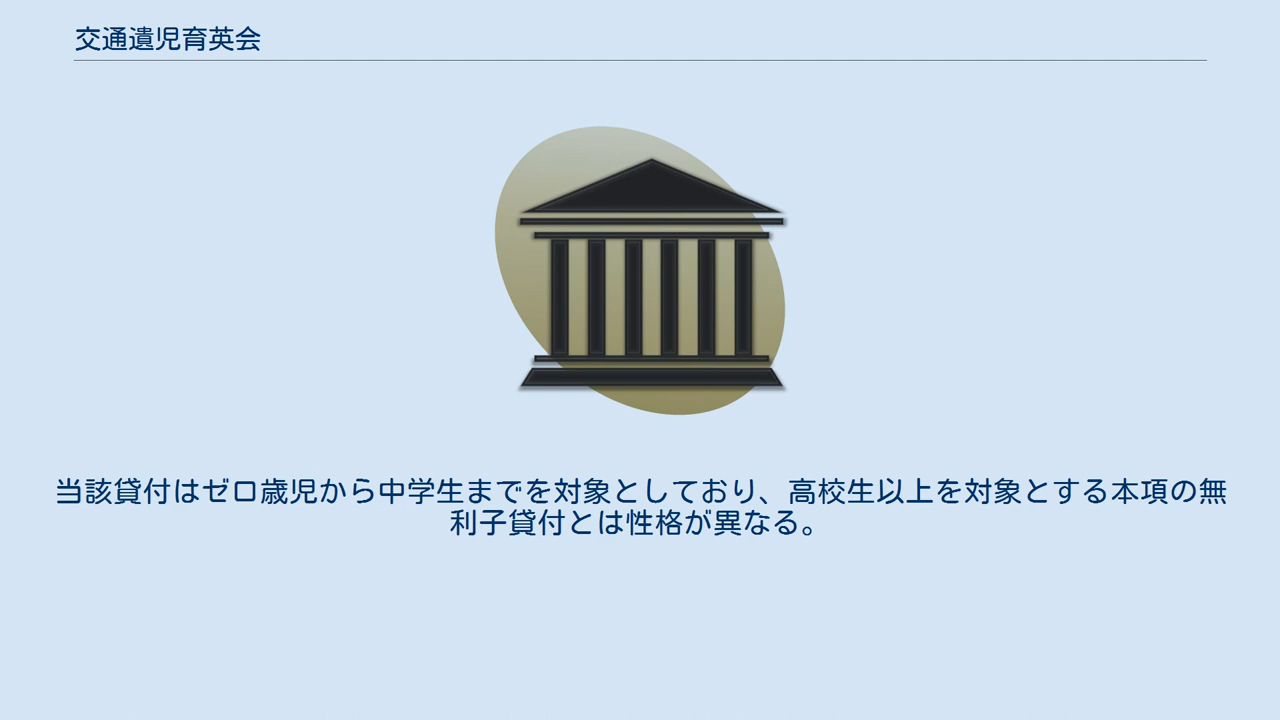 交通遺児育英会
当該貸付はゼロ歳児から中学生までを対象としており、高校生以上を対象とする本項の無
利子貸付とは性格が異なる。